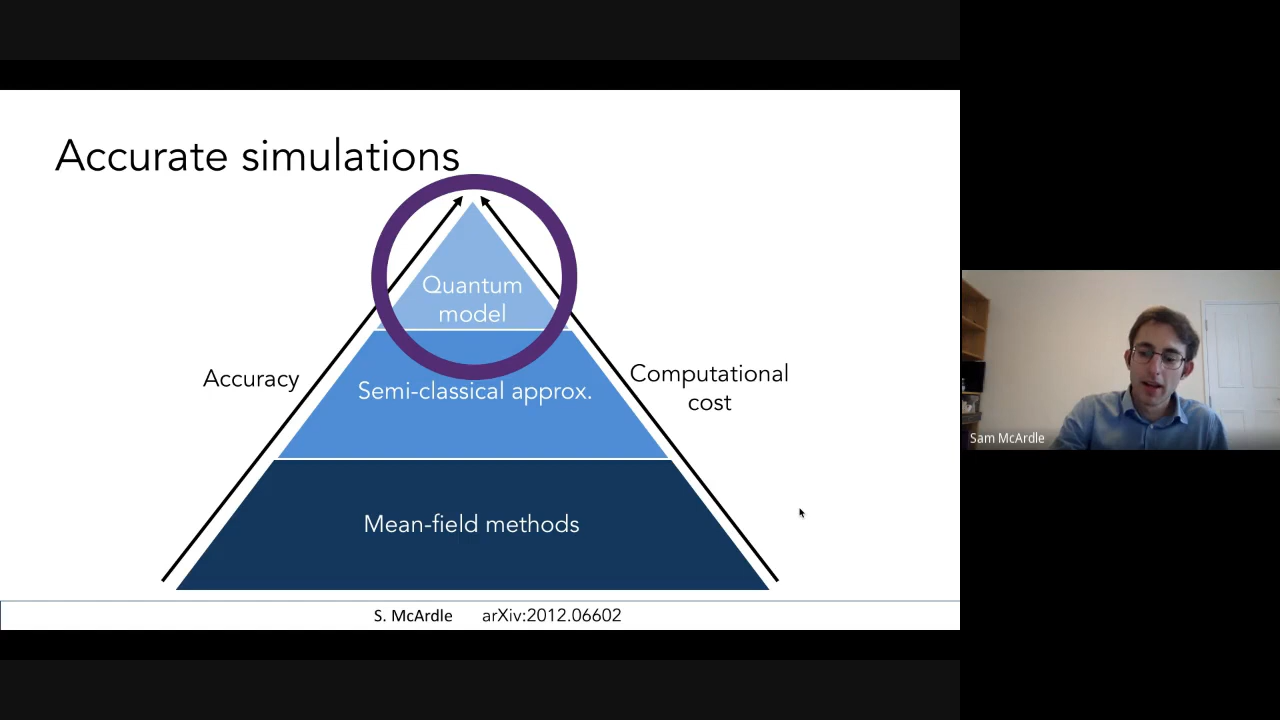 Accurate simulations
Quantum
model
Accuracy
Semi-classical approx.
Computational
cost
Mean-field methods
S. McArdle arXiv:2012.06602
Sam McArdle